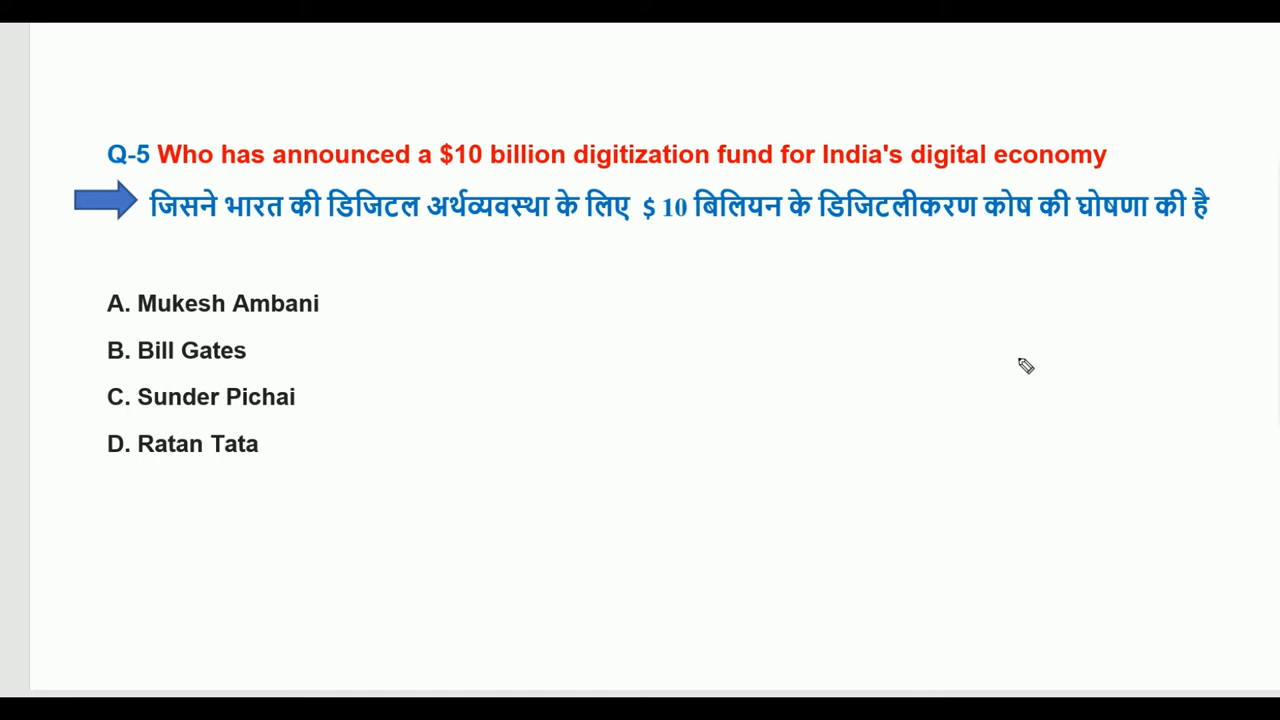 Q-5 Who has announced a $10 billion digitization fund for India's digital economy
जिसने भारत की डिजिटल अर्थव्यवस्था के लिए $ 10 बिलियन के डिजिटलीकरण कोष की घोषणा की है
A. Mukesh Ambani
B. Bill Gates
C. Sunder Pichai
D. Ratan Tata